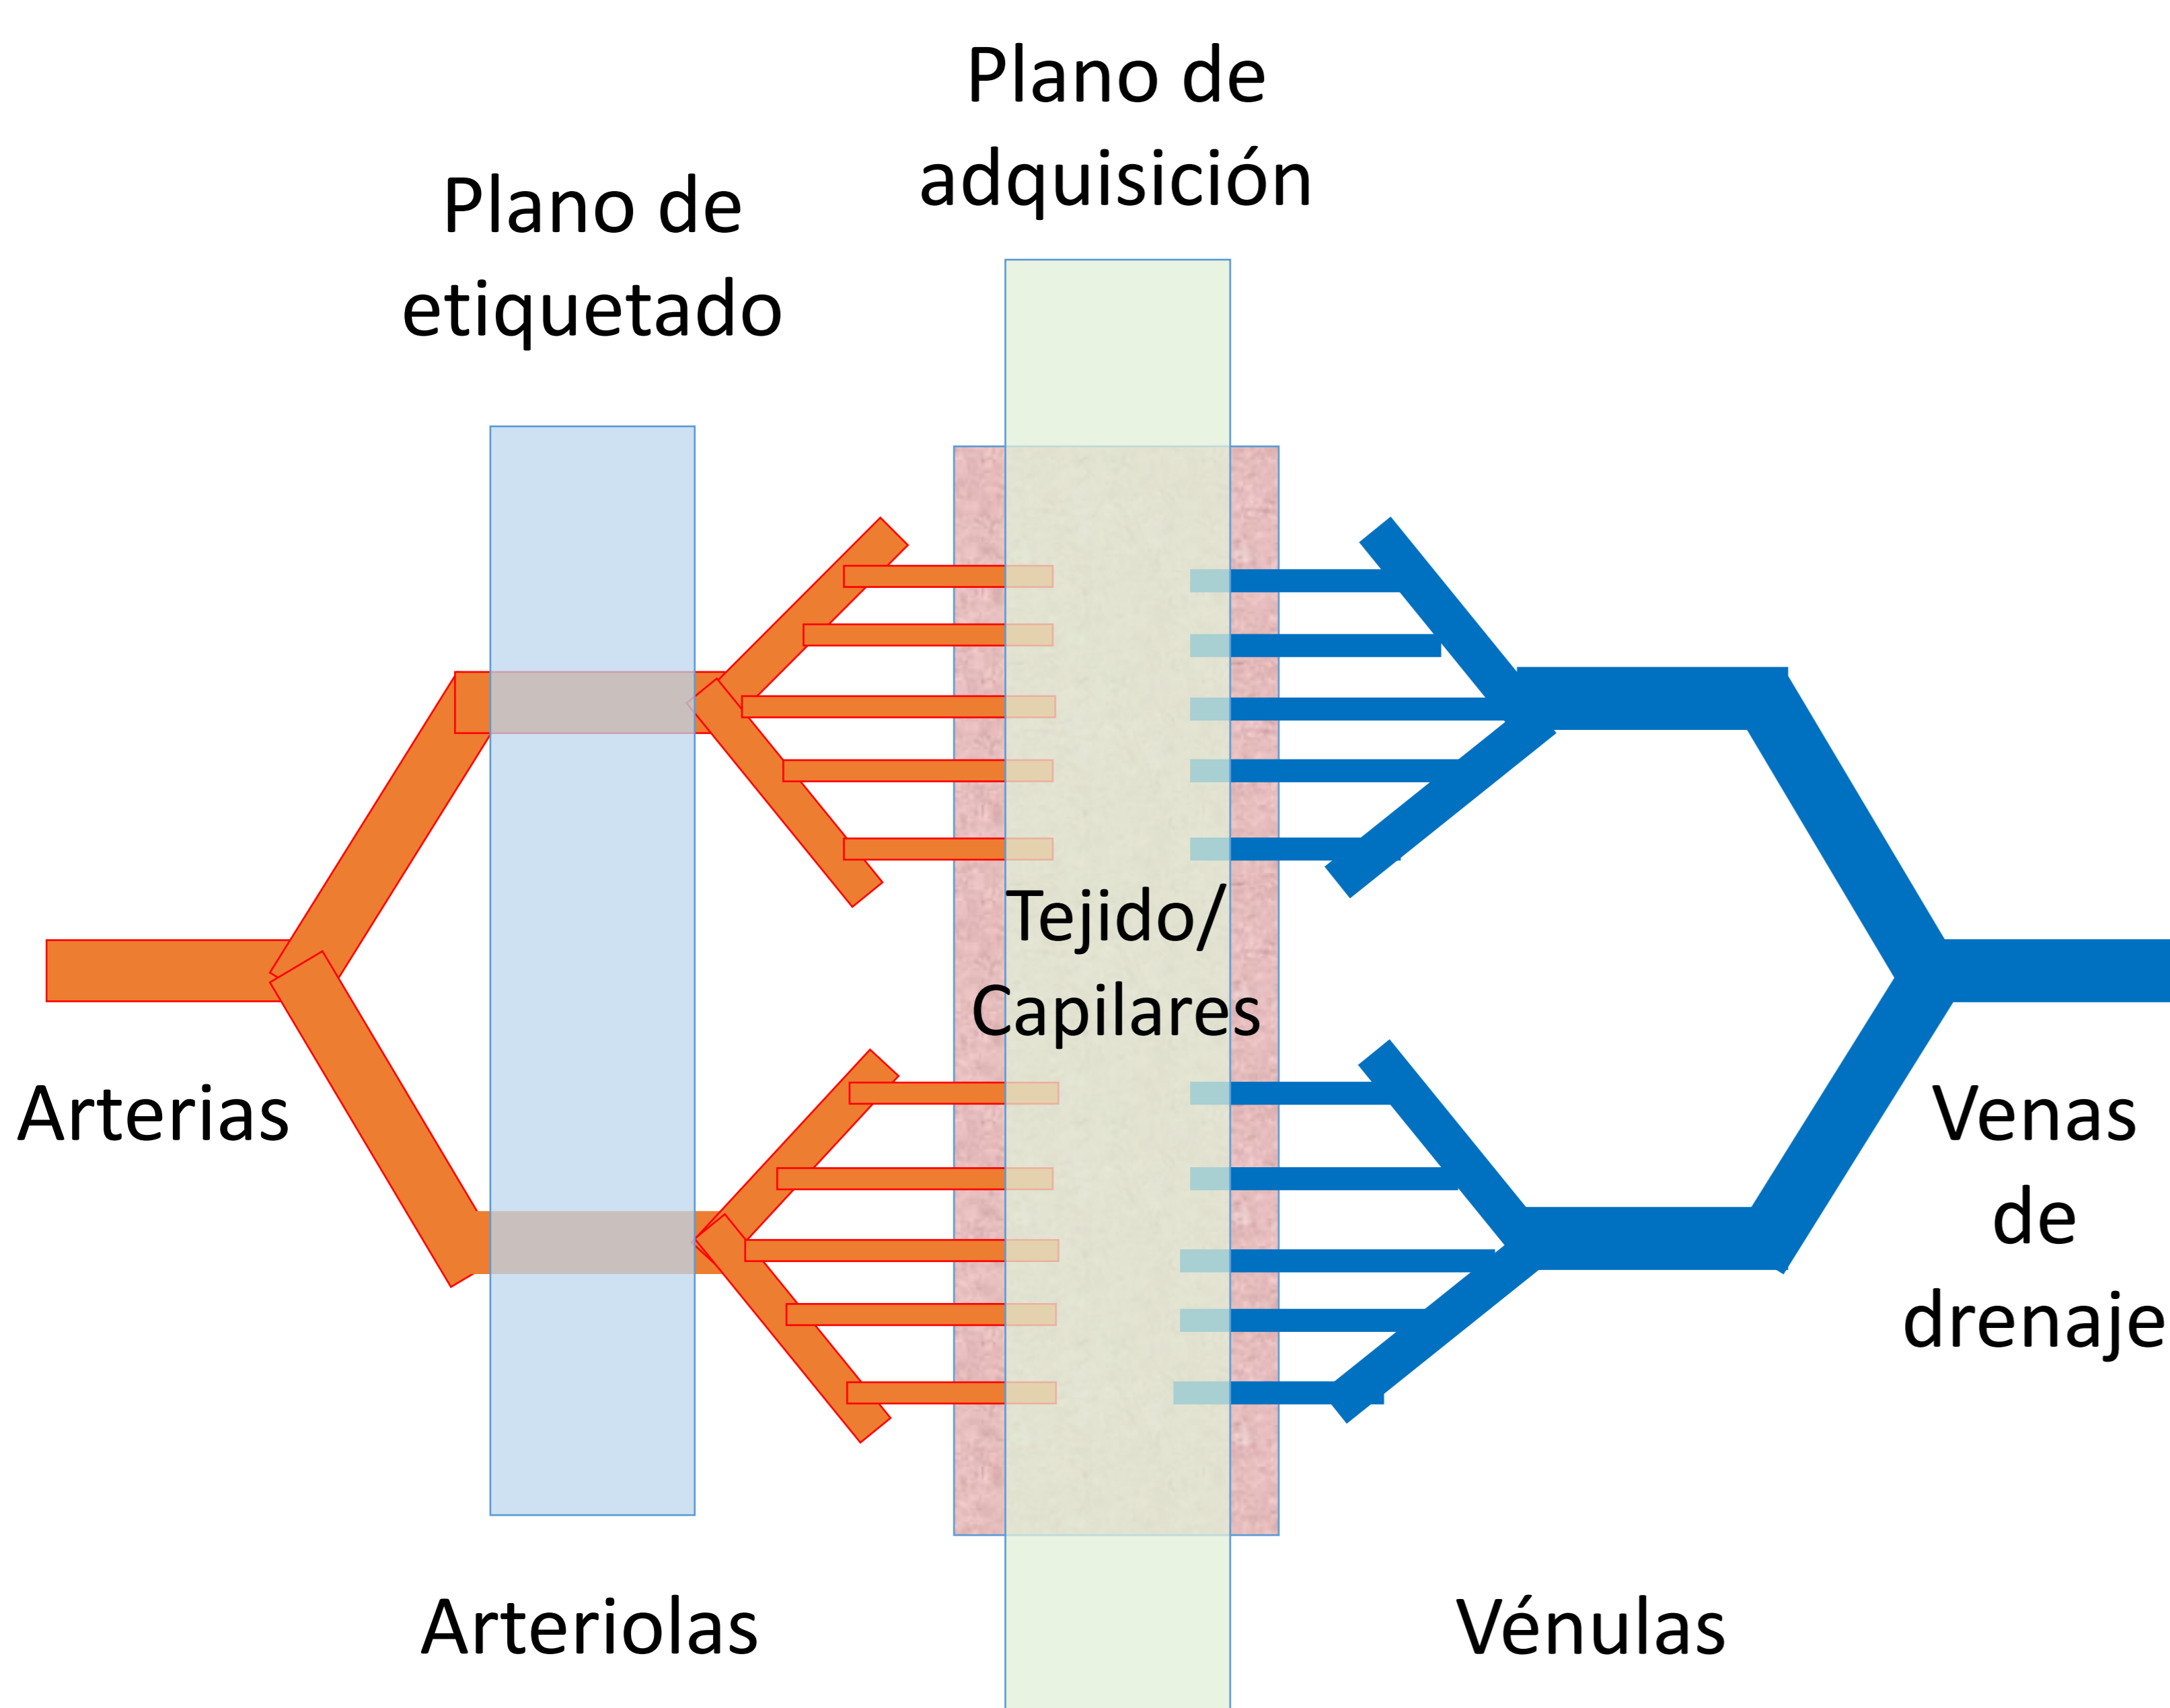 Plano de
adquisición
Plano de
etiquetado
Tejido/
Capilares
Arterias
Venas
de
drenaje
Arteriolas
Vénulas